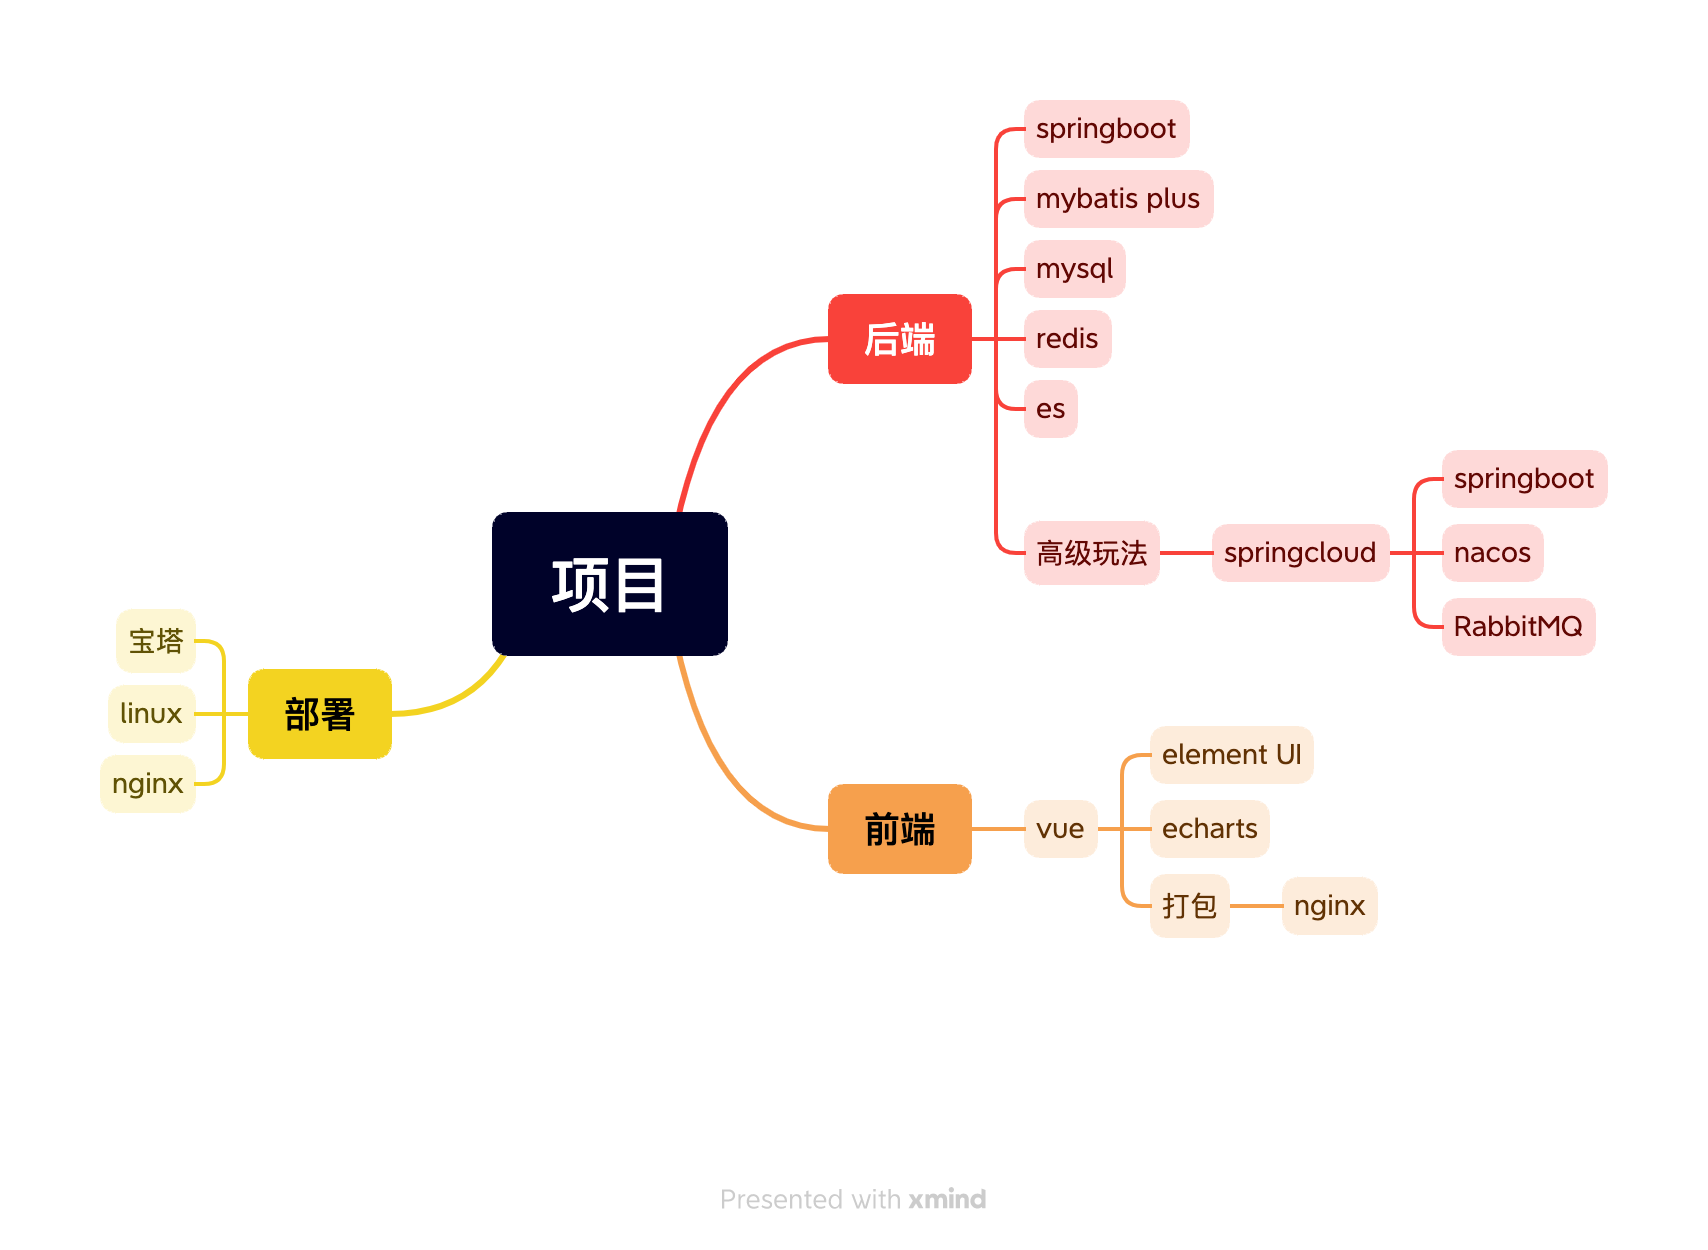 项目
后端
springboot
mybatis plus
mysql
redis
es
高级玩法
springcloud
springboot
nacos
RabbitMQ
前端
vue
element UI
echarts
打包
nginx
部署
宝塔
linux
nginx
Presented with xmind